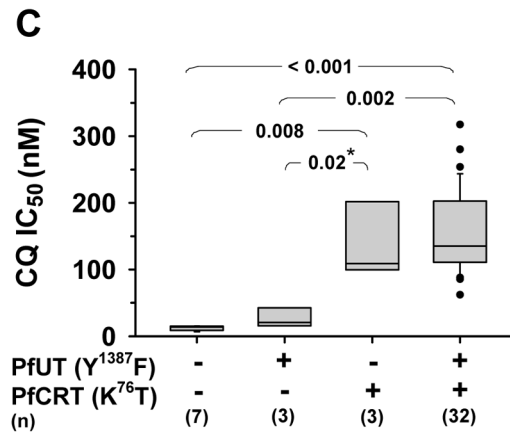 C
CQ IC50 (nM)
400
300
200
100
0
< 0.001
0.002
0.008
0.02*
PfUT (Y1387F) - + - +
PfCRT (K76T) - - + +
(n) (7) (3) (3) (32)